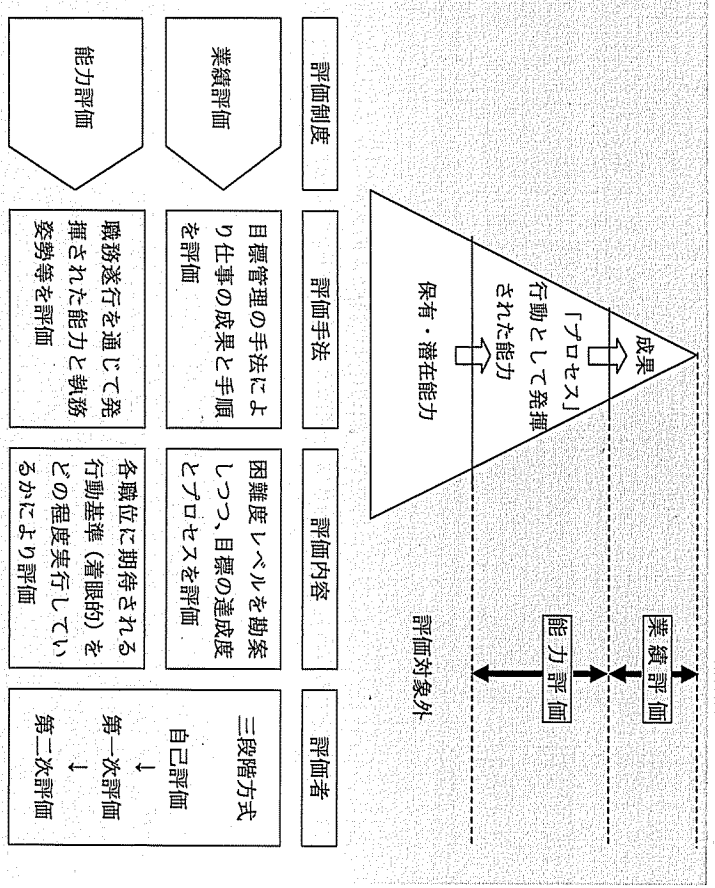 成果
業績評価
「プロセス」
行動として発揮
された能力
能力評価
保有・潜在能力
評価対象外
評価制度
評価手法
評価内容
評価者
業績評価
目標管理の手法によ
り仕事の成果と手順
を評価
困難度レベルを勘案
しつつ、目標の達成度
とプロセスを評価
能力評価
職務遂行を通じて発
揮された能力と執務
姿勢等を評価
各職位に期待される
行動基準（着眼的）を
どの程度実行してい
るかにより評価
三段階方式
自己評価
↓
第一次評価
↓
第二次評価